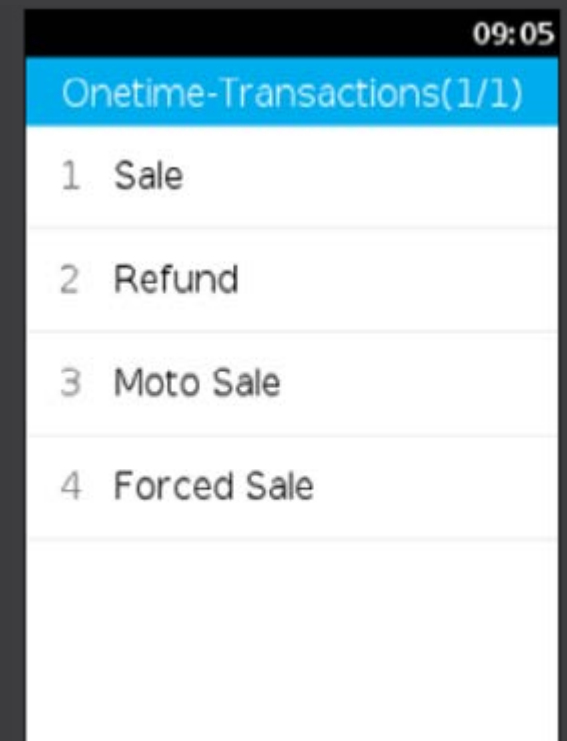 09:05
Onetime-Transactions(1/1)
1 Sale
2 Refund
3 Moto Sale
4 Forced Sale